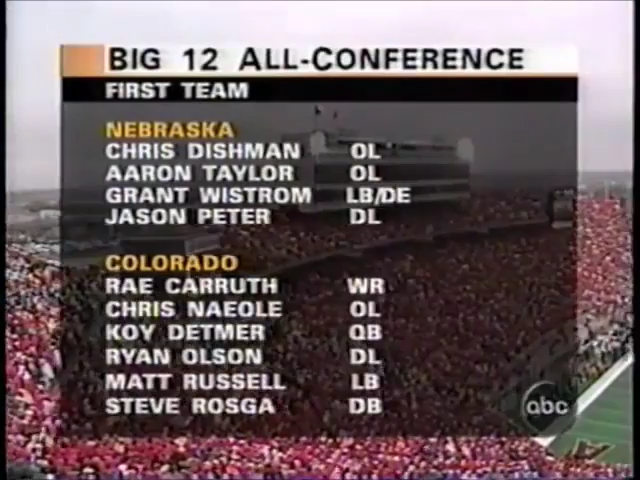 BIG 12 ALL-CONFERENCE
FIRST TEAM
NEBRASKA
CHRIS DISHMAN OL
AARON TAYLOR OL
GRANT WISTROM LB/DE
JASON PETER DL
COLORADO
RAE CARRUTH WR
CHRIS NAEOLE OL
KOY DETMER QB
RYAN OLSON DL
MATT RUSSELL LB
STEVE ROSGA DB
abc